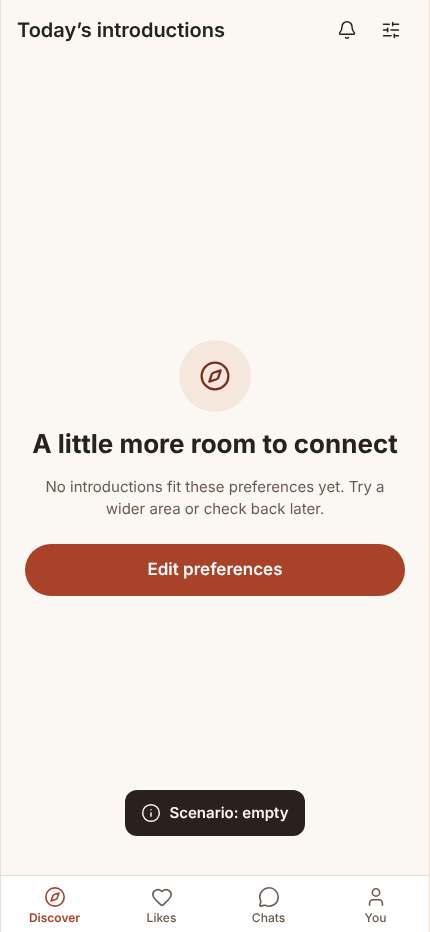 Today’s introductions
A little more room to connect
No introductions fit these preferences yet. Try a
wider area or check back later.
Edit preferences
Scenario: empty
Discover
Likes
Chats
You